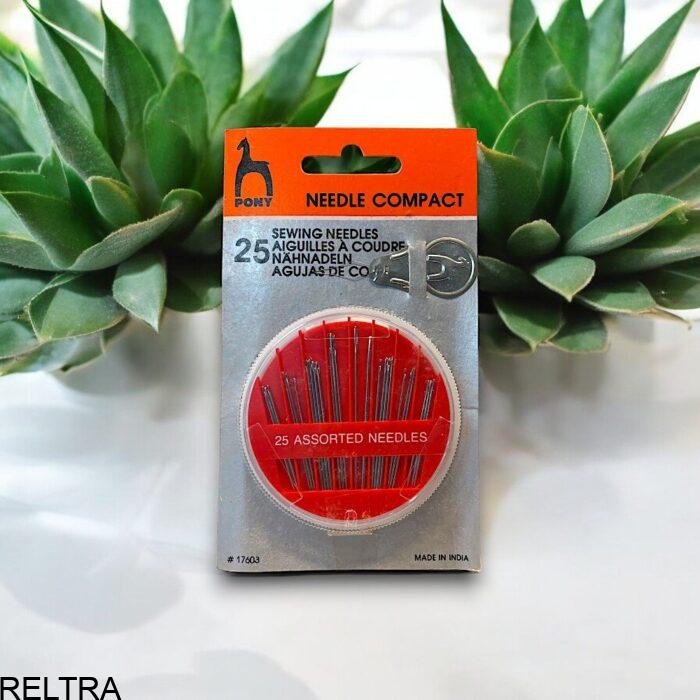 PONY
NEEDLE COMPACT
25
SEWING NEEDLES
AIGUILLES À COUDRE
NÄHNADELN
AGUJAS DE CO
25 ASSORTED NEEDLES
# 17603
MADE IN INDIA
RELTRA